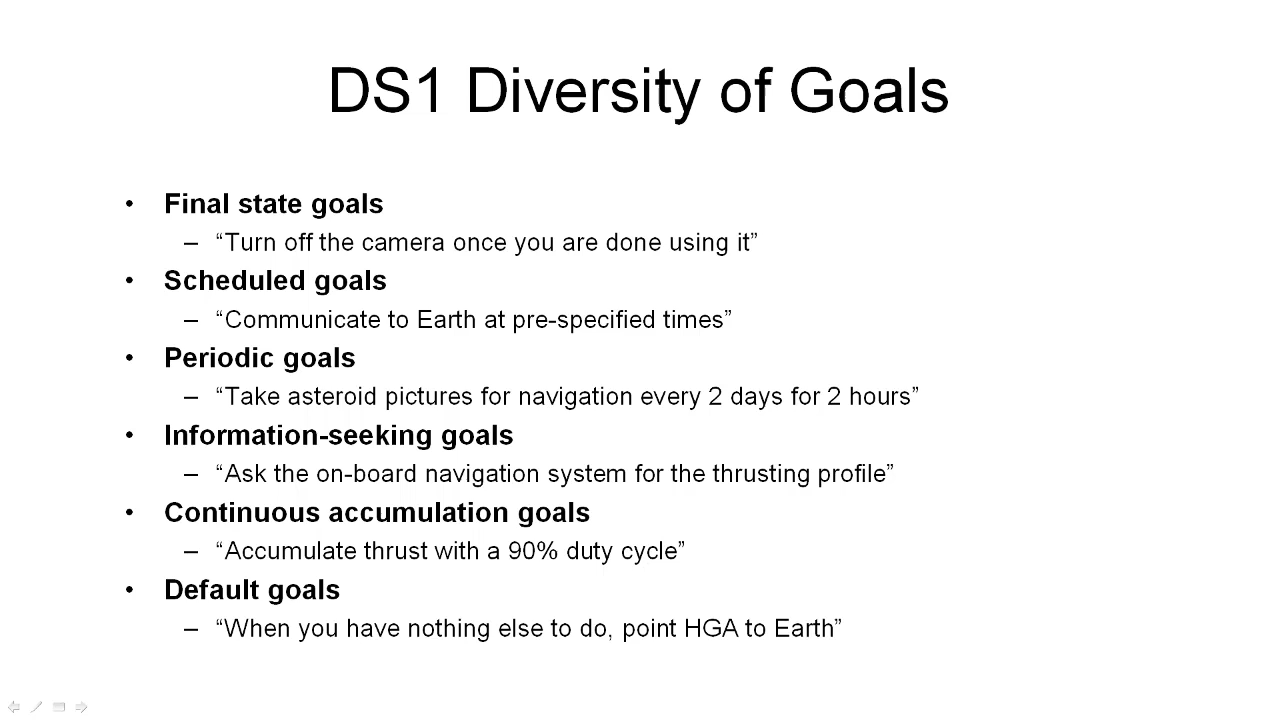 DS1 Diversity of Goals
• Final state goals
– “Turn off the camera once you are done using it”
• Scheduled goals
– “Communicate to Earth at pre-specified times”
• Periodic goals
– “Take asteroid pictures for navigation every 2 days for 2 hours”
• Information-seeking goals
– “Ask the on-board navigation system for the thrusting profile”
• Continuous accumulation goals
– “Accumulate thrust with a 90% duty cycle”
• Default goals
– “When you have nothing else to do, point HGA to Earth”